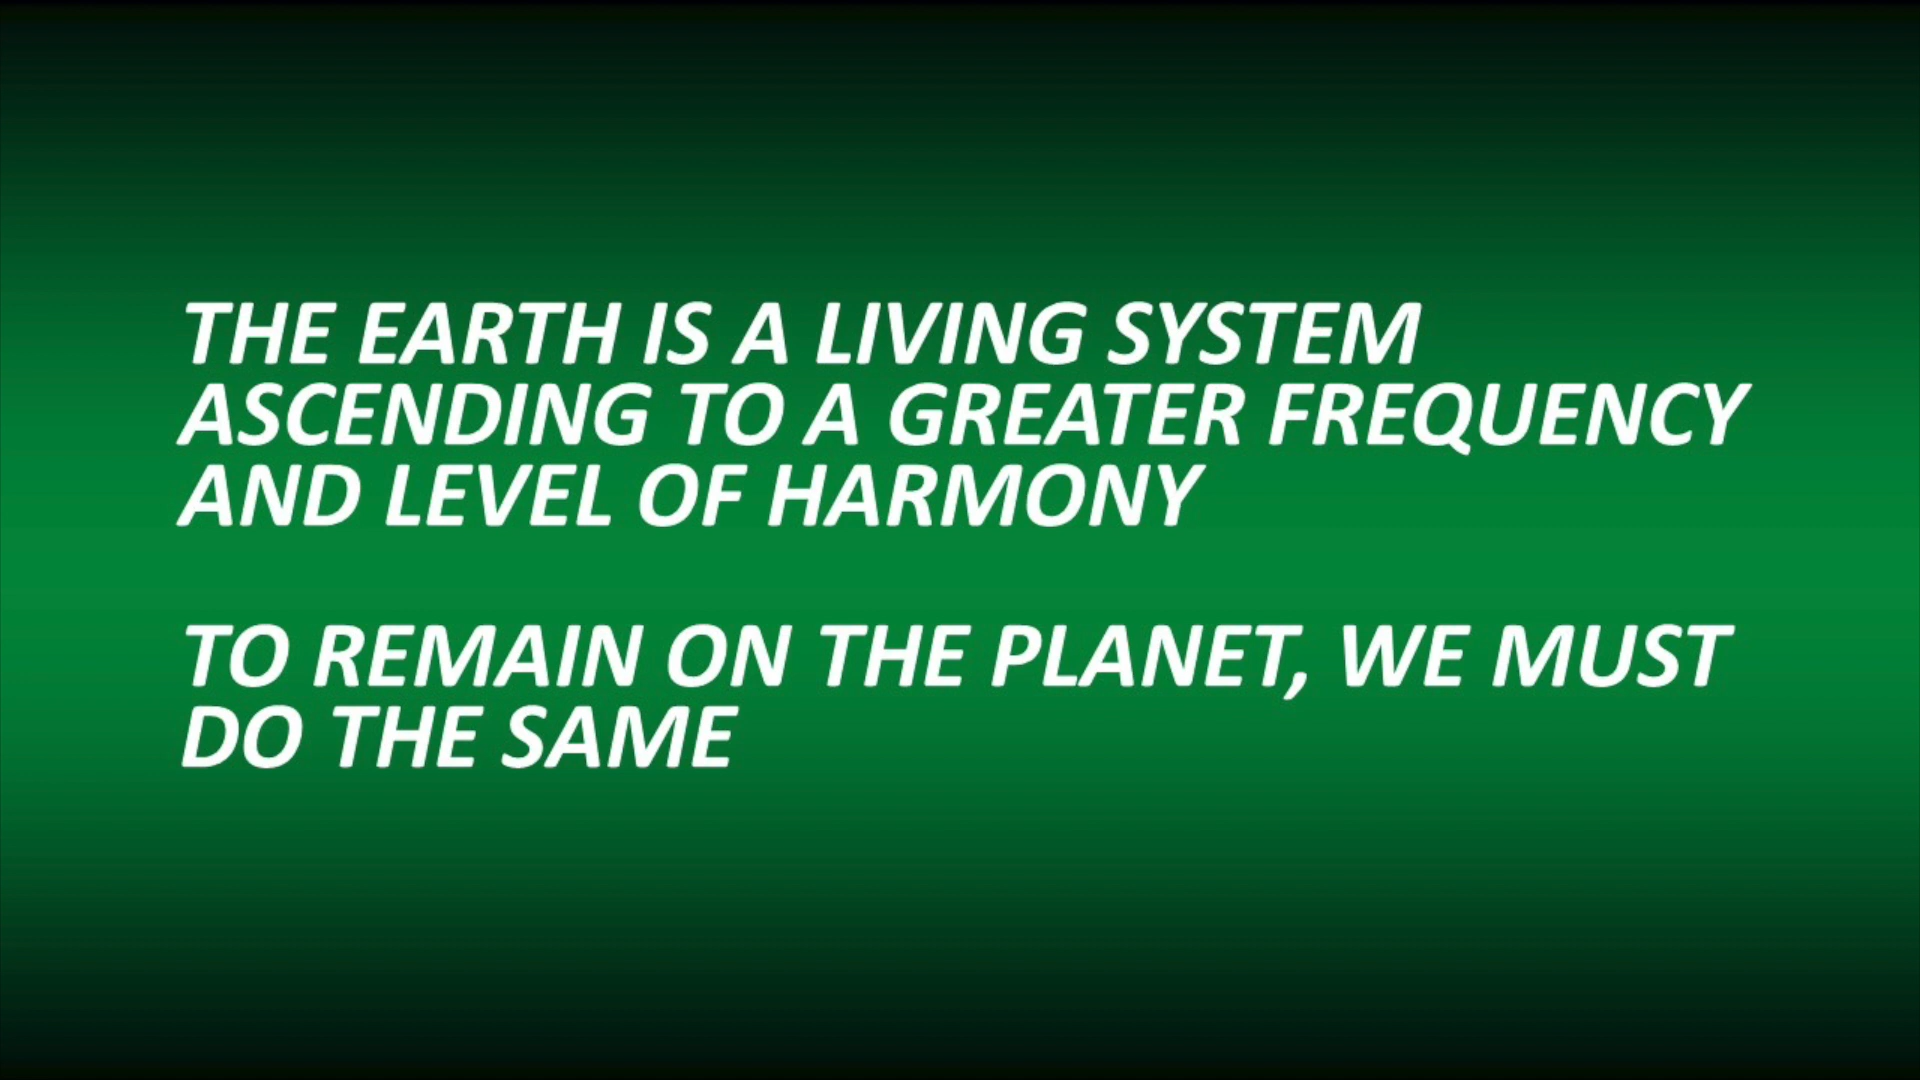 THE EARTH IS A LIVING SYSTEM
ASCENDING TO A GREATER FREQUENCY
AND LEVEL OF HARMONY
TO REMAIN ON THE PLANET, WE MUST
DO THE SAME